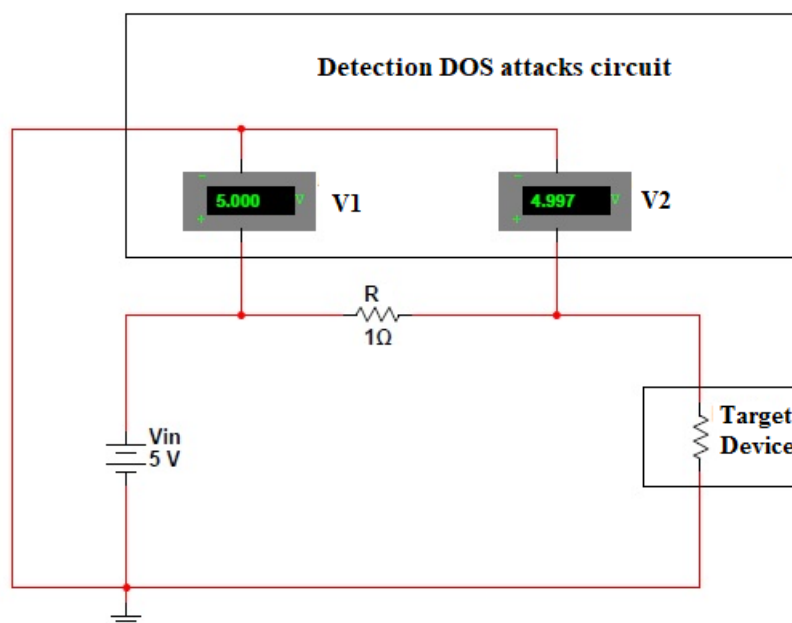 Detection DOS attacks circuit
5.000
V1
4.997
V2
R
1Ω
Vin
5 V
Target
Device